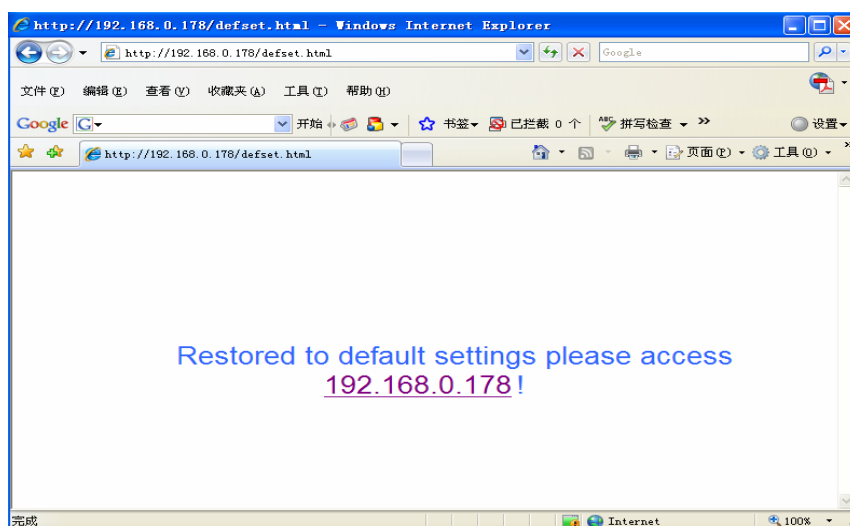 http://192.168.0.178/defset.html - Windows Internet Explorer
http://192.168.0.178/defset.html Google
文件(F) 编辑(E) 查看(V) 收藏夹(A) 工具(T) 帮助(H)
Google G 开始 书签 已拦截 0 个 ABC 拼写检查 >> 设置
http://192.168.0.178/defset.html 页面(P) 工具(O) »
Restored to default settings please access
192.168.0.178!
完成 Internet 100%